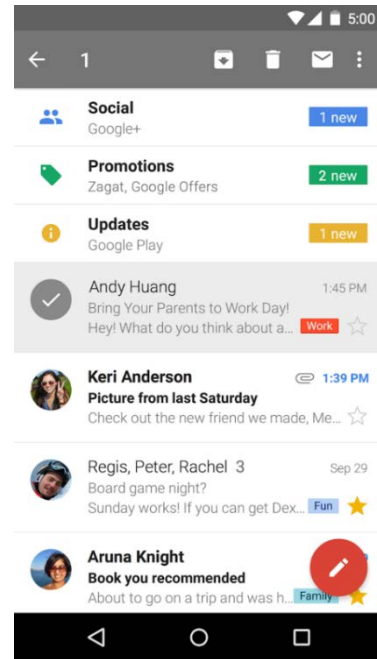 5:00
1
Social
Google+
1 new
Promotions
Zagat, Google Offers
2 new
Updates
Google Play
1 new
Andy Huang
1:45 PM
Bring Your Parents to Work Day!
Hey! What do you think about a...
Work
Keri Anderson
1:39 PM
Picture from last Saturday
Check out the new friend we made, Me...
Regis, Peter, Rachel 3
Sep 29
Board game night?
Sunday works! If you can get Dex...
Fun
Aruna Knight
Book you recommended
About to go on a trip and was h...
Family